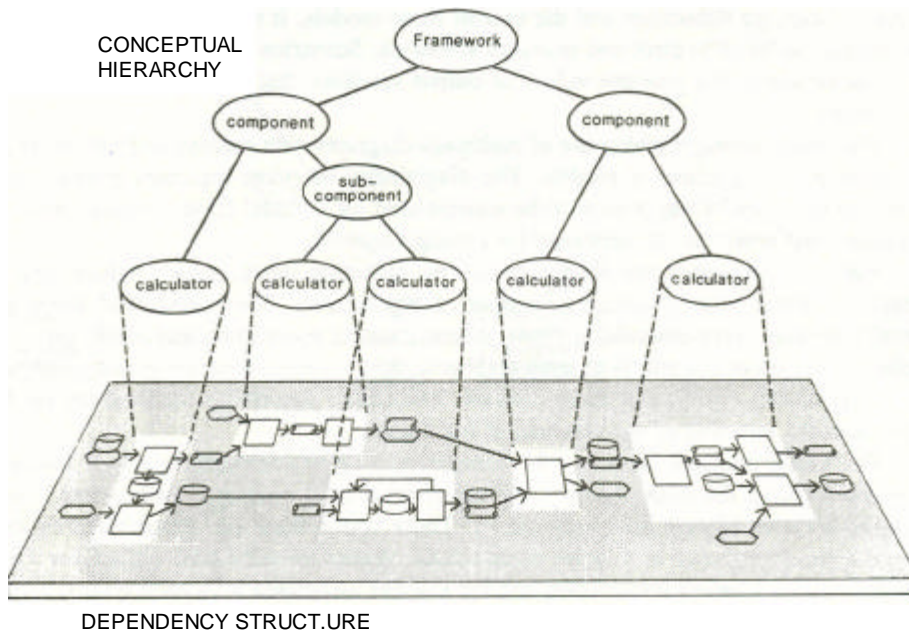 CONCEPTUAL
HIERARCHY
Framework
component
component
sub-
component
calculator
calculator
calculator
calculator
calculator
DEPENDENCY STRUCT.URE